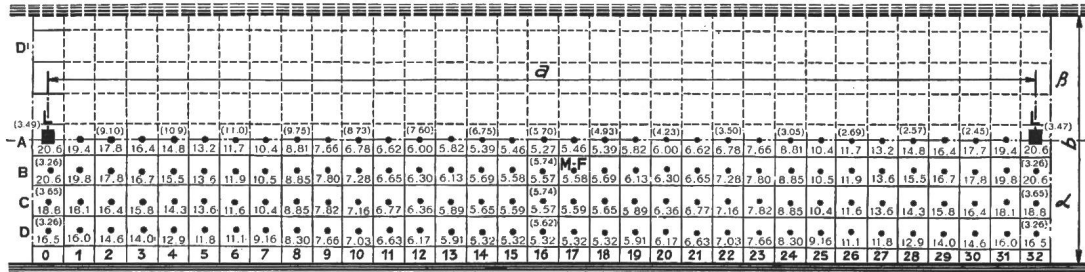 D'
a
β
L L
(3.49) (9.10) (10.9) (11.0) (9.75) (8.73) (7.60) (6.75) (5.70) (4.93) (4.23) (3.50) (3.05) (2.69) (2.57) (2.45) (3.47)
A b
20.6 19.4 17.8 16.4 14.8 13.2 11.7 10.4 8.81 7.66 6.78 6.62 6.00 5.82 5.39 5.46 5.27 5.46 5.39 5.82 6.00 6.62 6.78 7.66 8.81 10.4 11.7 13.2 14.8 16.4 17.7 19.4 20.6
(3.26) (5.74) M-F (3.26)
B
20.6 19.8 17.8 16.7 15.5 13.6 11.9 10.5 8.85 7.80 7.28 6.65 6.30 6.13 5.69 5.58 5.57 5.58 5.69 6.13 6.30 6.65 7.28 7.80 8.85 10.5 11.9 13.6 15.5 16.7 17.8 19.8 20.6
(3.65) (5.74) (3.65)
C α
18.8 18.1 16.4 15.8 14.3 13.6 11.6 10.4 8.85 7.82 7.16 6.77 6.36 5.89 5.65 5.59 5.57 5.59 5.65 5.89 6.36 6.77 7.16 7.82 8.85 10.4 11.6 13.6 14.3 15.8 16.4 18.1 18.8
(3.26) (5.62) (3.26)
D
16.5 16.0 14.6 14.0 12.9 11.8 11.1 9.16 8.30 7.66 7.03 6.63 6.17 5.91 5.32 5.32 5.32 5.32 5.32 5.91 6.17 6.63 7.03 7.66 8.30 9.16 11.1 11.8 12.9 14.0 14.6 16.0 16.5
0 1 2 3 4 5 6 7 8 9 10 11 12 13 14 15 16 17 18 19 20 21 22 23 24 25 26 27 28 29 30 31 32